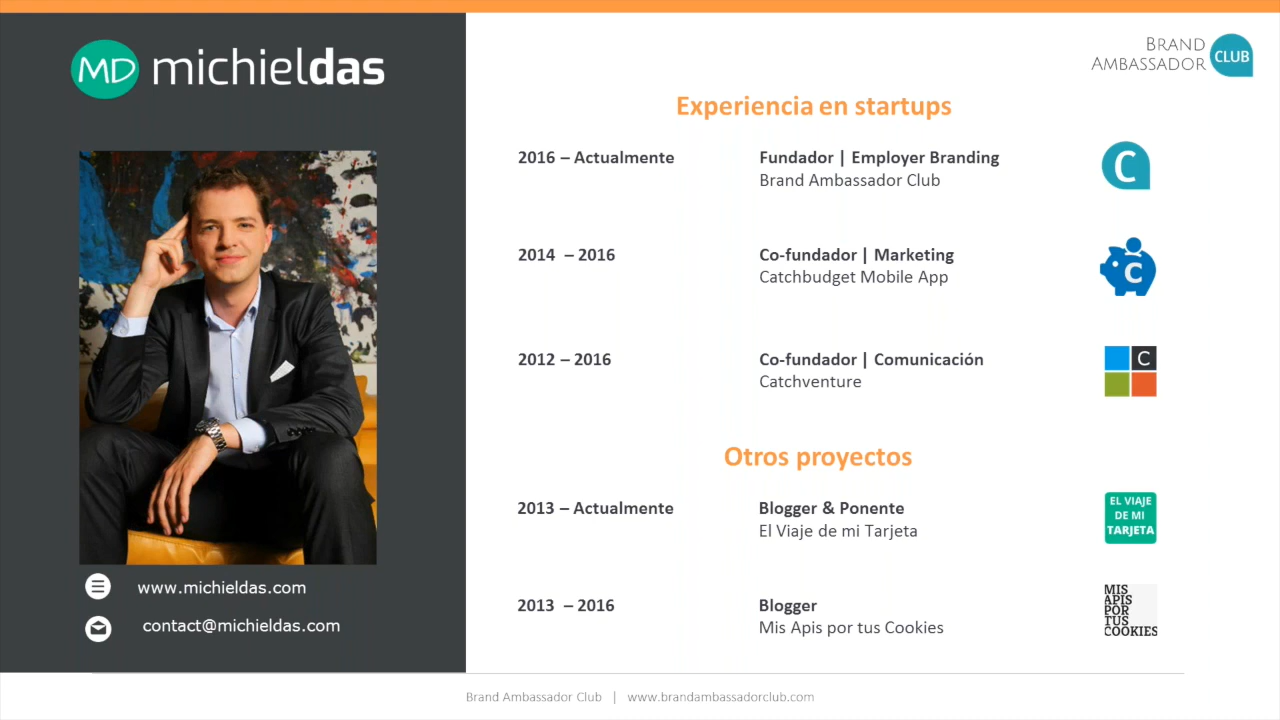 MD michieldas
www.michieldas.com
contact@michieldas.com
BRAND
AMBASSADOR
CLUB
Experiencia en startups
2016 – Actualmente
Fundador | Employer Branding
Brand Ambassador Club
C
2014 – 2016
Co-fundador | Marketing
Catchbudget Mobile App
C
2012 – 2016
Co-fundador | Comunicación
Catchventure
C
Otros proyectos
2013 – Actualmente
Blogger & Ponente
El Viaje de mi Tarjeta
EL VIAJE
DE MI
TARJETA
2013 – 2016
Blogger
Mis Apis por tus Cookies
MIS
APIS
POR
TUS
COOKIES
Brand Ambassador Club | www.brandambassadorclub.com